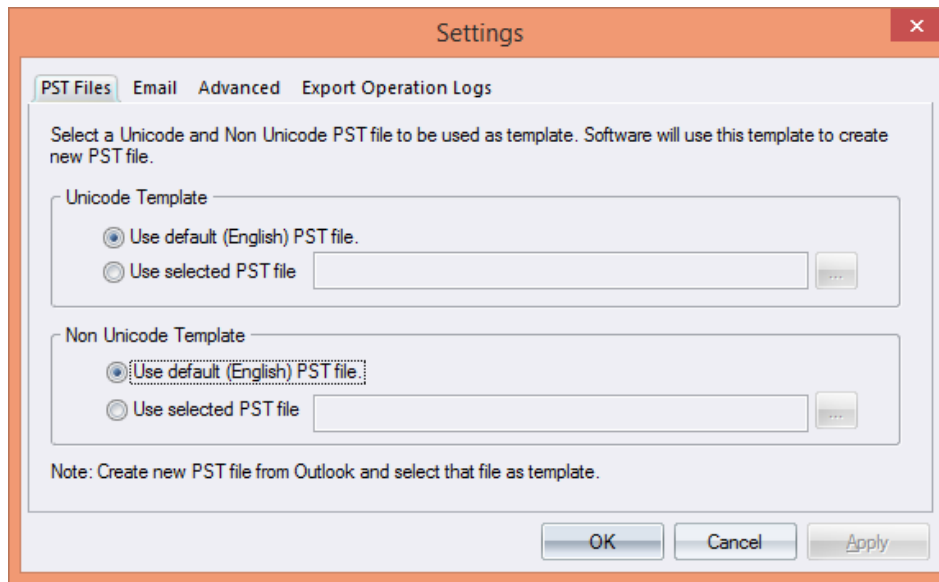 Settings
PST Files Email Advanced Export Operation Logs
Select a Unicode and Non Unicode PST file to be used as template. Software will use this template to create
new PST file.
Unicode Template
Use default (English) PST file.
Use selected PST file ...
Non Unicode Template
Use default (English) PST file.
Use selected PST file ...
Note: Create new PST file from Outlook and select that file as template.
OK Cancel Apply